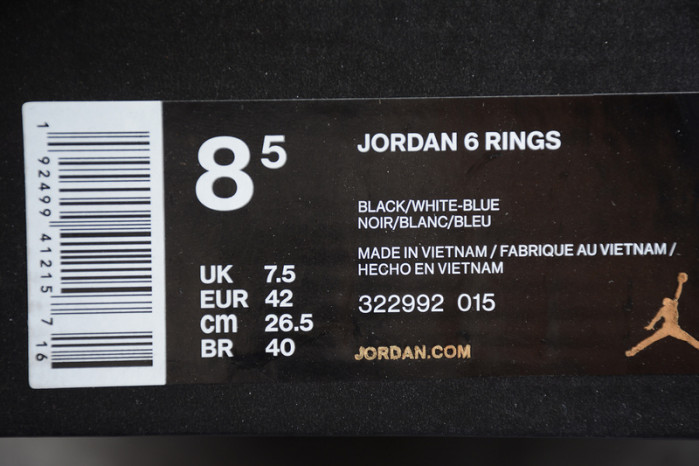 1 92499 41215 7 16
8 5
JORDAN 6 RINGS
BLACK/WHITE-BLUE
NOIR/BLANC/BLEU
MADE IN VIETNAM / FABRIQUE AU VIETNAM /
HECHO EN VIETNAM
322992 015
UK 7.5
EUR 42
cm 26.5
BR 40
JORDAN.COM